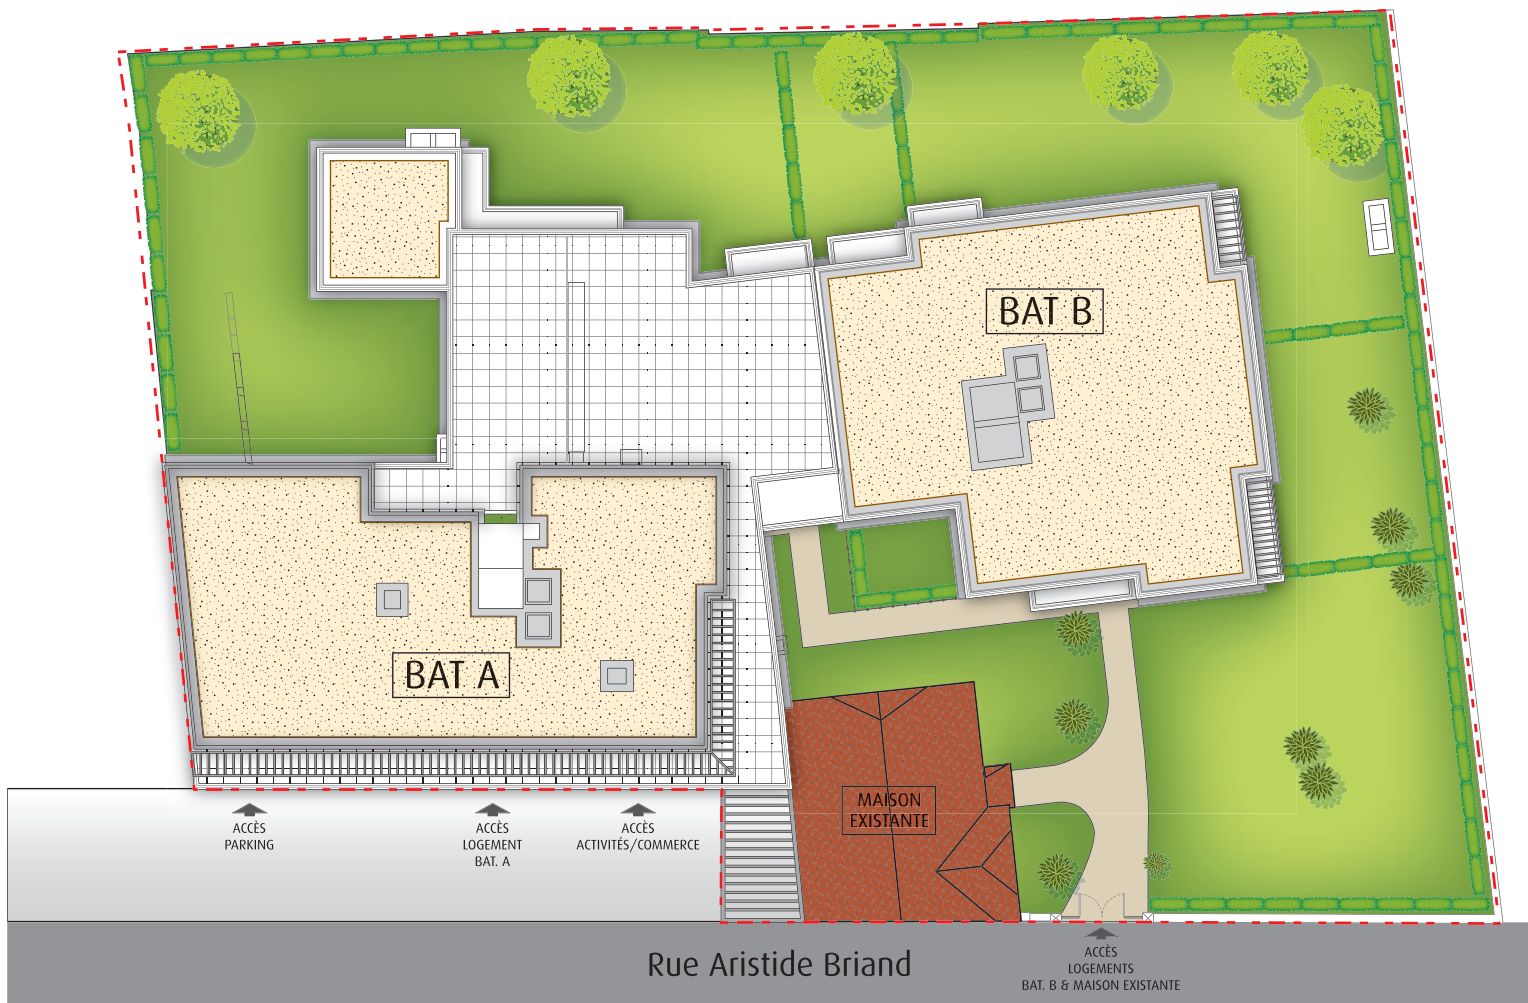 BAT B
BAT A
MAISON
EXISTANTE
ACCÈS
PARKING
ACCÈS
LOGEMENT
BAT. A
ACCÈS
ACTIVITÉS/COMMERCE
Rue Aristide Briand
ACCÈS
LOGEMENTS
BAT. B & MAISON EXISTANTE